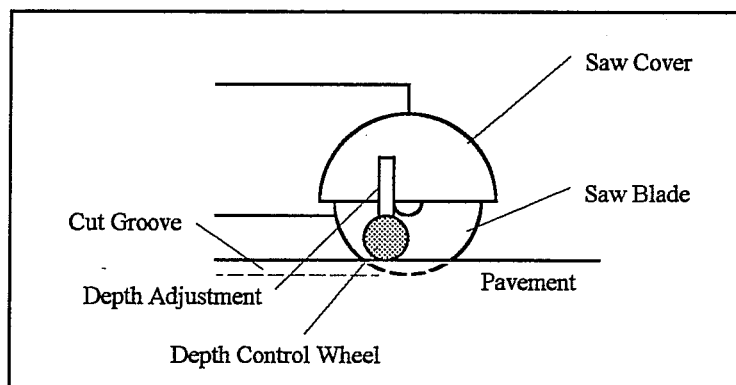 Saw Cover
Saw Blade
Cut Groove
Pavement
Depth Adjustment
Depth Control Wheel